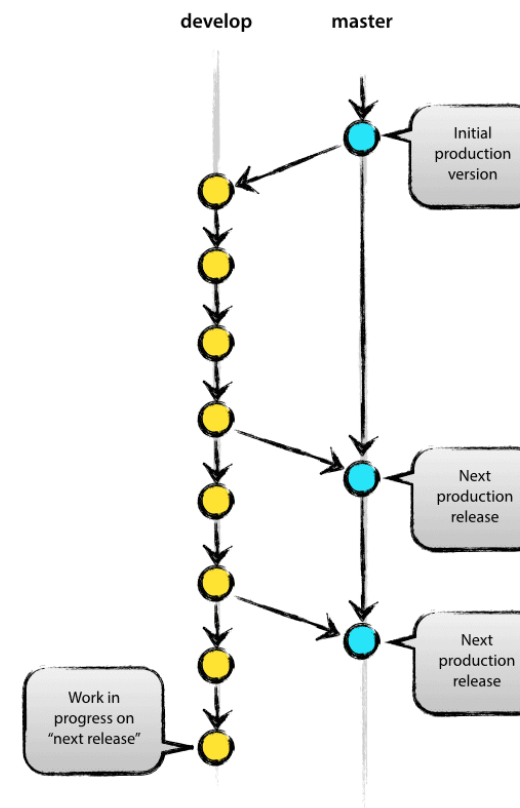 develop
master
Initial
production
version
Next
production
release
Next
production
release
Work in
progress on
“next release”